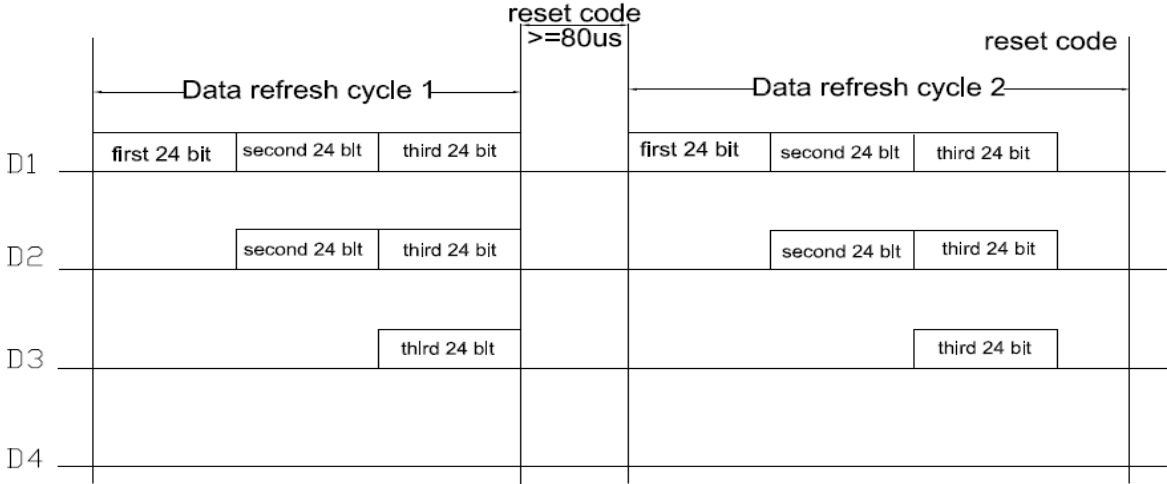 reset code
>=80us
reset code
Data refresh cycle 1
Data refresh cycle 2
D1 first 24 bit second 24 blt third 24 bit first 24 bit second 24 blt third 24 bit
D2 second 24 blt third 24 bit second 24 blt third 24 bit
D3 thlrd 24 blt third 24 bit
D4